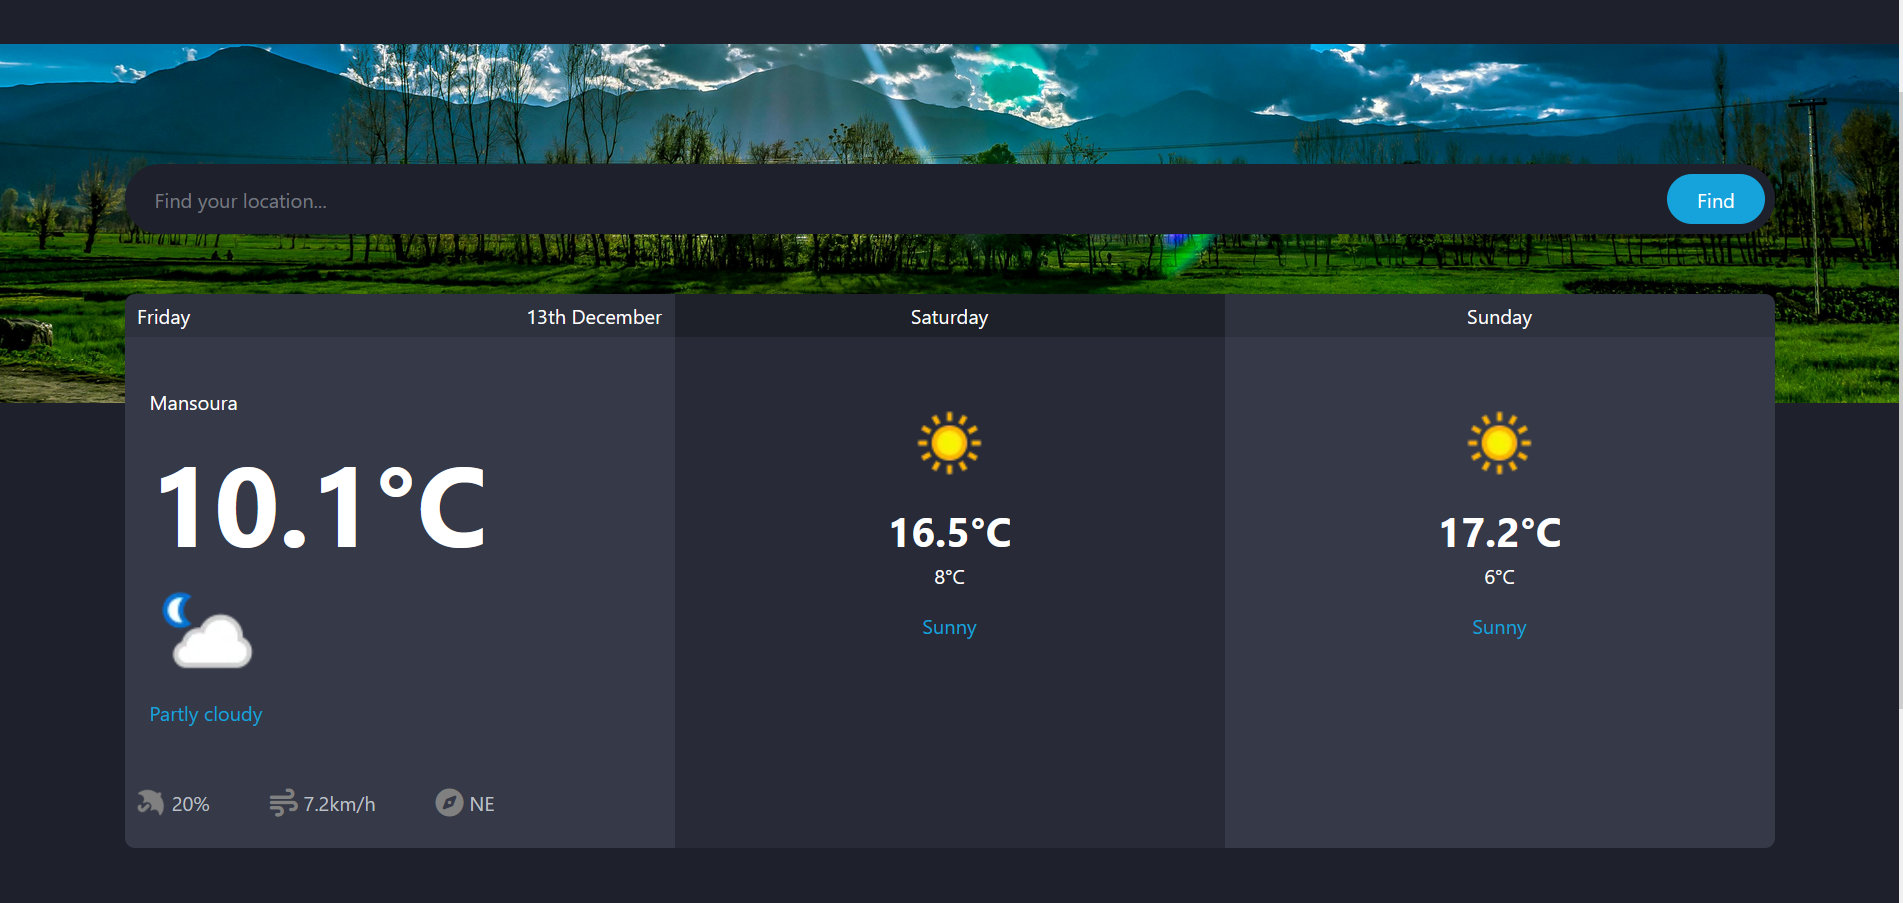 Find your location...
Find
Friday
13th December
Mansoura
10.1°C
Partly cloudy
20%
7.2km/h
NE
Saturday
16.5°C
8°C
Sunny
Sunday
17.2°C
6°C
Sunny